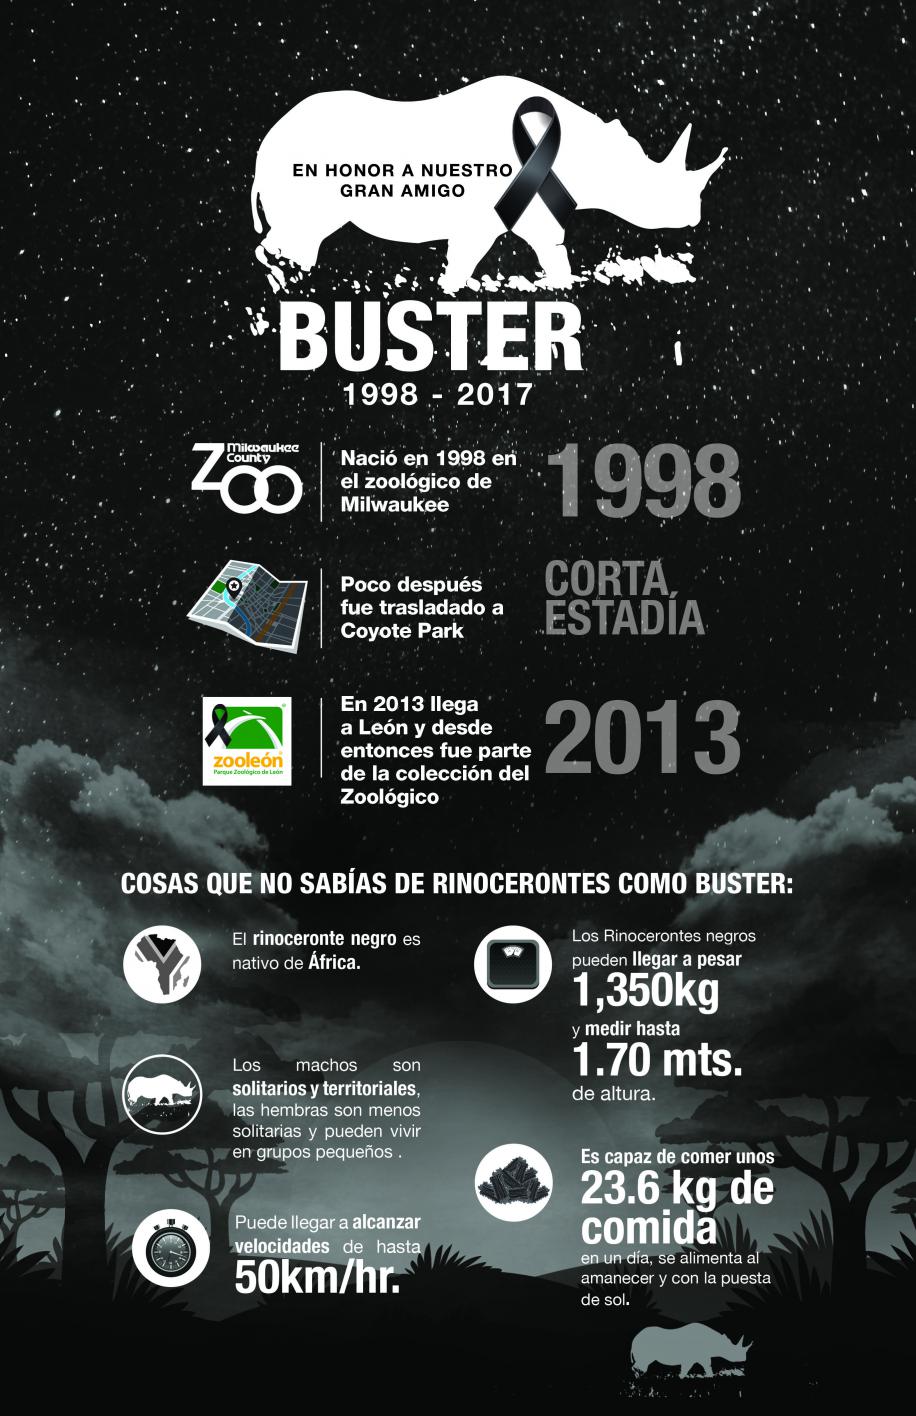 EN HONOR A NUESTRO
GRAN AMIGO
BUSTER
1998 - 2017
Milwaukee
County
Zoo
Nació en 1998 en
el zoológico de
Milwaukee
1998
Poco después
fue trasladado a
Coyote Park
CORTA
ESTADÍA
zooleón®
Parque Zoológico de León
En 2013 llega
a León y desde
entonces fue parte
de la colección del
Zoológico
2013
COSAS QUE NO SABÍAS DE RINOCERONTES COMO BUSTER:
El rinoceronte negro es
nativo de África.
Los machos son
solitarios y territoriales,
las hembras son menos
solitarias y pueden vivir
en grupos pequeños .
Puede llegar a alcanzar
velocidades de hasta
50km/hr.
Los Rinocerontes negros
pueden llegar a pesar
1,350kg
y medir hasta
1.70 mts.
de altura.
Es capaz de comer unos
23.6 kg de
comida
en un día, se alimenta al
amanecer y con la puesta
de sol.